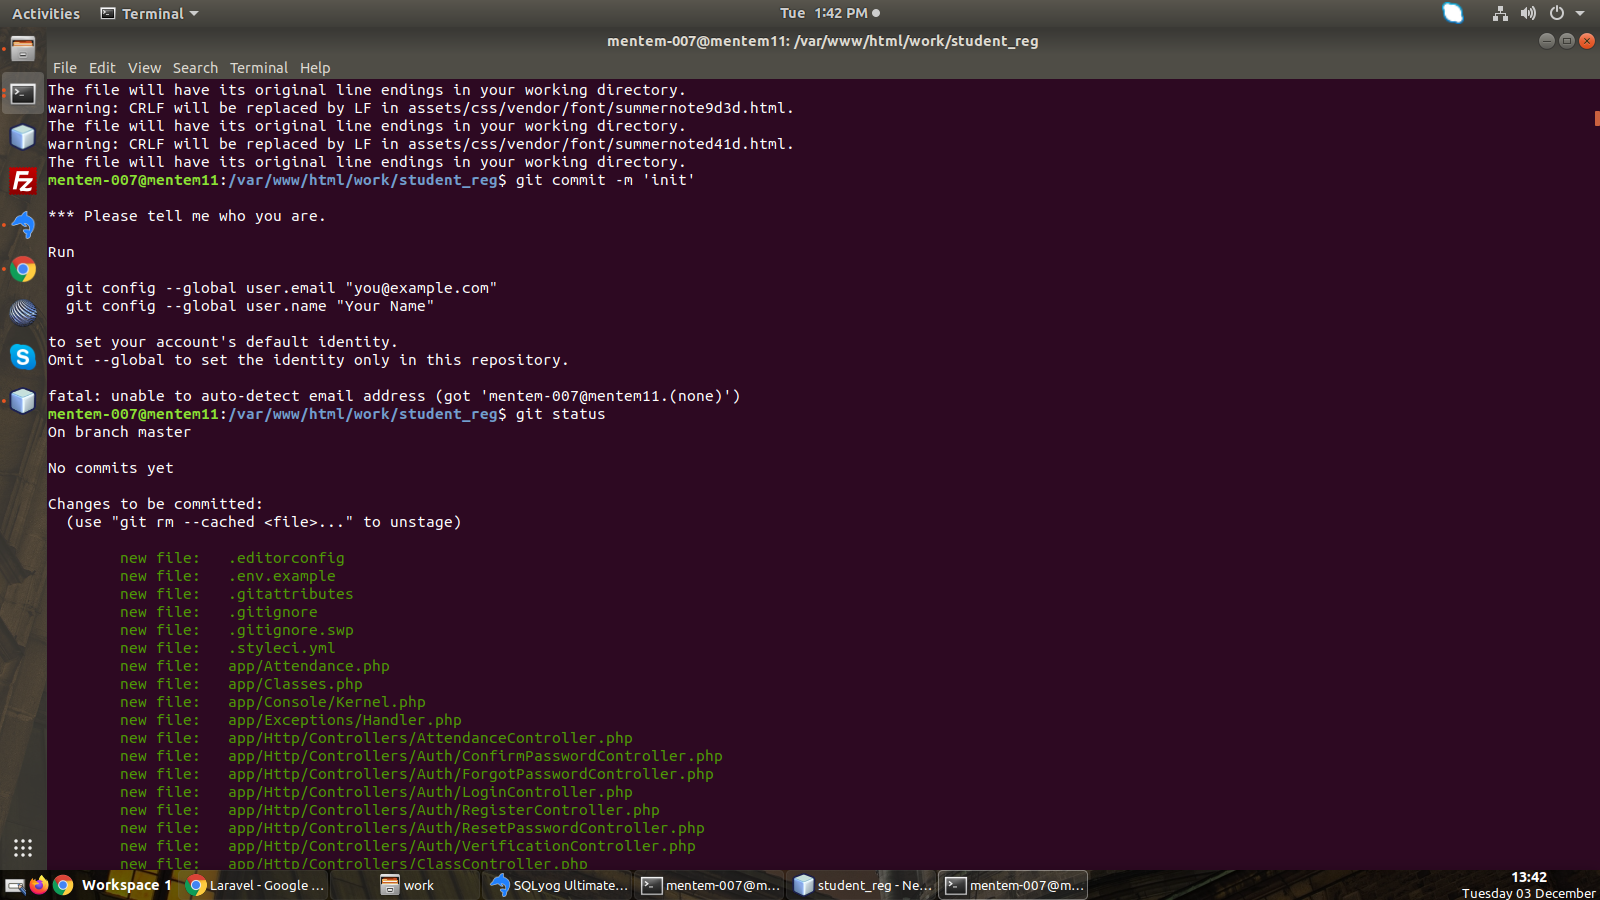 Activities Terminal Tue 1:42 PM
mentem-007@mentem11: /var/www/html/work/student_reg
File Edit View Search Terminal Help
The file will have its original line endings in your working directory.
warning: CRLF will be replaced by LF in assets/css/vendor/font/summernote9d3d.html.
The file will have its original line endings in your working directory.
warning: CRLF will be replaced by LF in assets/css/vendor/font/summernoted41d.html.
The file will have its original line endings in your working directory.
mentem-007@mentem11:/var/www/html/work/student_reg$ git commit -m 'init'
*** Please tell me who you are.
Run
git config --global user.email "you@example.com"
git config --global user.name "Your Name"
to set your account's default identity.
Omit --global to set the identity only in this repository.
fatal: unable to auto-detect email address (got 'mentem-007@mentem11.(none)')
mentem-007@mentem11:/var/www/html/work/student_reg$ git status
On branch master
No commits yet
Changes to be committed:
(use "git rm --cached <file>..." to unstage)
new file: .editorconfig
new file: .env.example
new file: .gitattributes
new file: .gitignore
new file: .gitignore.swp
new file: .styleci.yml
new file: app/Attendance.php
new file: app/Classes.php
new file: app/Console/Kernel.php
new file: app/Exceptions/Handler.php
new file: app/Http/Controllers/AttendanceController.php
new file: app/Http/Controllers/Auth/ConfirmPasswordController.php
new file: app/Http/Controllers/Auth/ForgotPasswordController.php
new file: app/Http/Controllers/Auth/LoginController.php
new file: app/Http/Controllers/Auth/RegisterController.php
new file: app/Http/Controllers/Auth/ResetPasswordController.php
new file: app/Http/Controllers/Auth/VerificationController.php
new file: app/Http/Controllers/ClassController.php
Workspace 1 Laravel - Google ... work SQLyog Ultimate... mentem-007@m... student_reg - Ne... mentem-007@m... 13:42
Tuesday 03 December